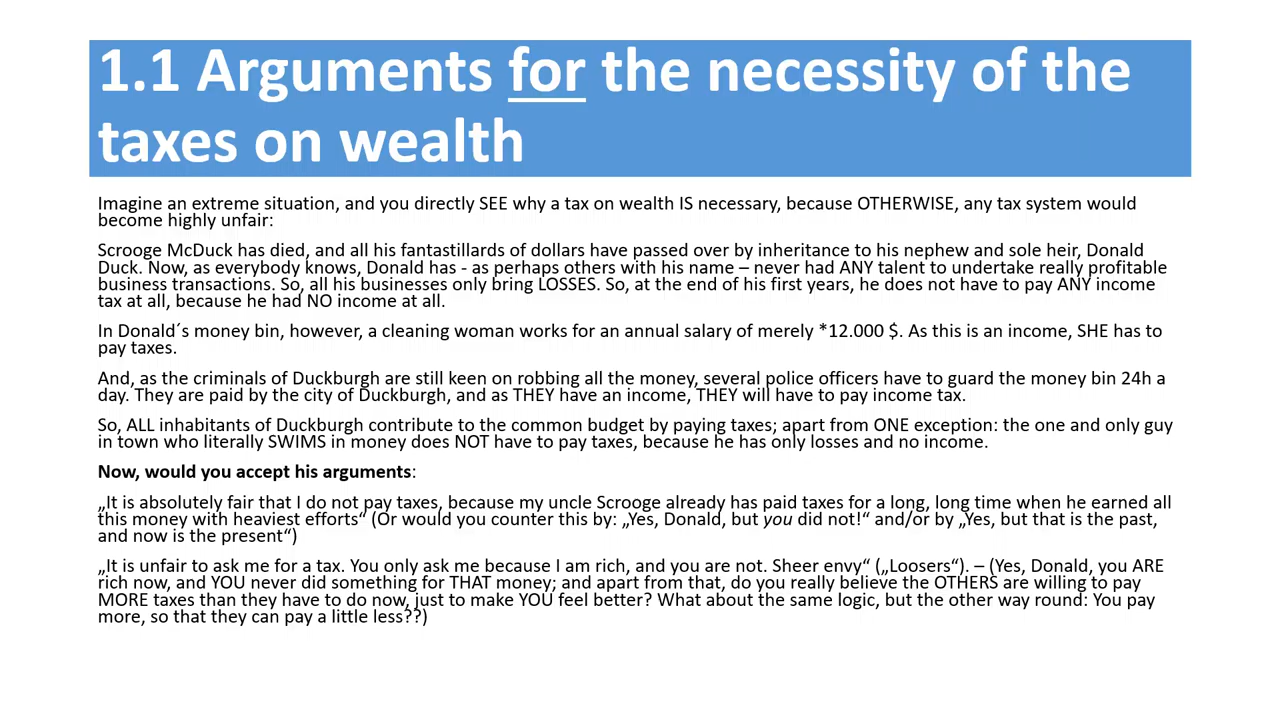 1.1 Arguments for the necessity of the
taxes on wealth
Imagine an extreme situation, and you directly SEE why a tax on wealth IS necessary, because OTHERWISE, any tax system would
become highly unfair:
Scrooge McDuck has died, and all his fantastillards of dollars have passed over by inheritance to his nephew and sole heir, Donald
Duck. Now, as everybody knows, Donald has - as perhaps others with his name – never had ANY talent to undertake really profitable
business transactions. So, all his businesses only bring LOSSES. So, at the end of his first years, he does not have to pay ANY income
tax at all, because he had NO income at all.
In Donald´s money bin, however, a cleaning woman works for an annual salary of merely *12.000 $. As this is an income, SHE has to
pay taxes.
And, as the criminals of Duckburgh are still keen on robbing all the money, several police officers have to guard the money bin 24h a
day. They are paid by the city of Duckburgh, and as THEY have an income, THEY will have to pay income tax.
So, ALL inhabitants of Duckburgh contribute to the common budget by paying taxes; apart from ONE exception: the one and only guy
in town who literally SWIMS in money does NOT have to pay taxes, because he has only losses and no income.
Now, would you accept his arguments:
„It is absolutely fair that I do not pay taxes, because my uncle Scrooge already has paid taxes for a long, long time when he earned all
this money with heaviest efforts“ (Or would you counter this by: „Yes, Donald, but you did not!“ and/or by „Yes, but that is the past,
and now is the present“)
„It is unfair to ask me for a tax. You only ask me because I am rich, and you are not. Sheer envy“ („Loosers“). – (Yes, Donald, you ARE
rich now, and YOU never did something for THAT money; and apart from that, do you really believe the OTHERS are willing to pay
MORE taxes than they have to do now, just to make YOU feel better? What about the same logic, but the other way round: You pay
more, so that they can pay a little less??)